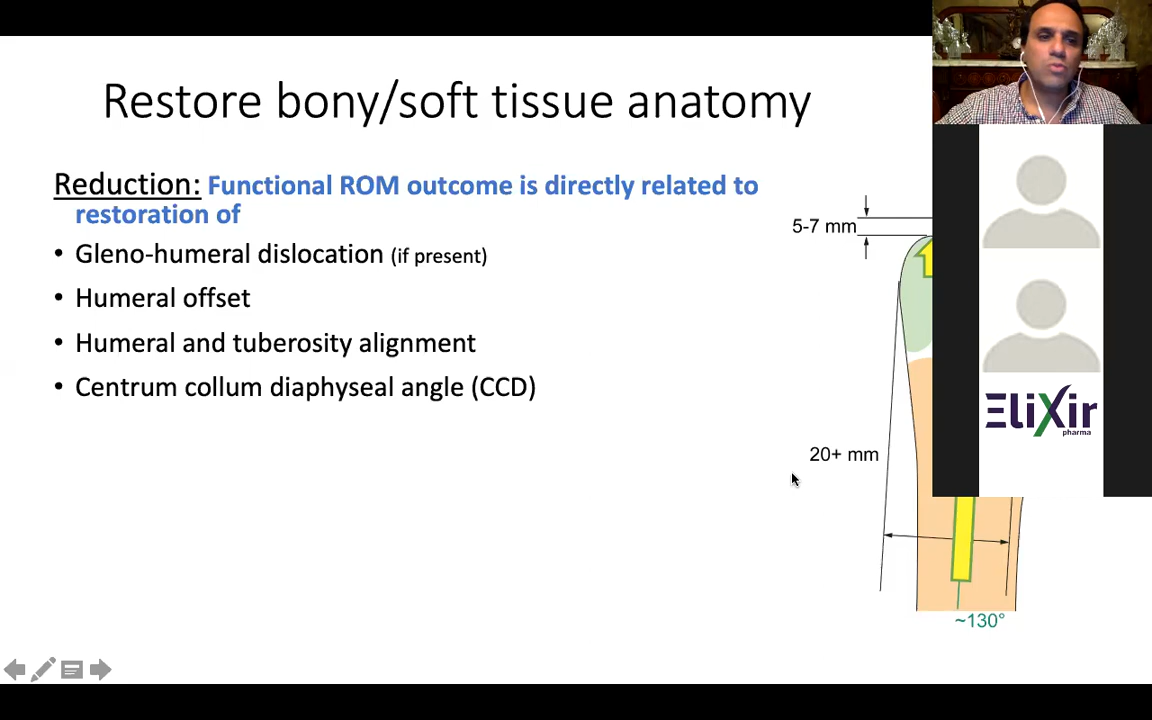 Restore bony/soft tissue anatomy
Reduction: Functional ROM outcome is directly related to
restoration of
• Gleno-humeral dislocation (if present)
• Humeral offset
• Humeral and tuberosity alignment
• Centrum collum diaphyseal angle (CCD)
5-7 mm
20+ mm
~130°
EliXir
pharma